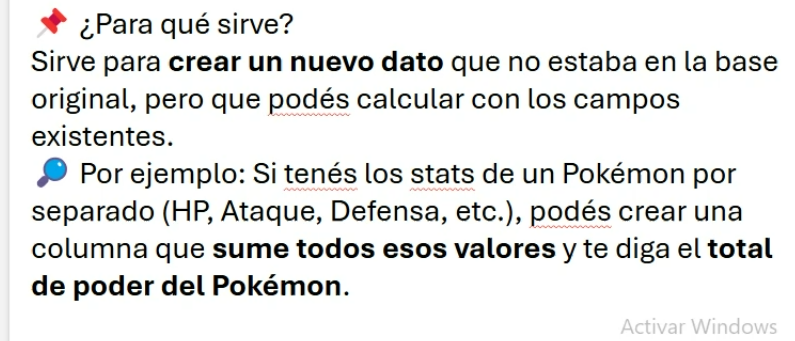 📌 ¿Para qué sirve?
Sirve para crear un nuevo dato que no estaba en la base
original, pero que podés calcular con los campos
existentes.
🔎 Por ejemplo: Si tenés los stats de un Pokémon por
separado (HP, Ataque, Defensa, etc.), podés crear una
columna que sume todos esos valores y te diga el total
de poder del Pokémon.
Activar Windows